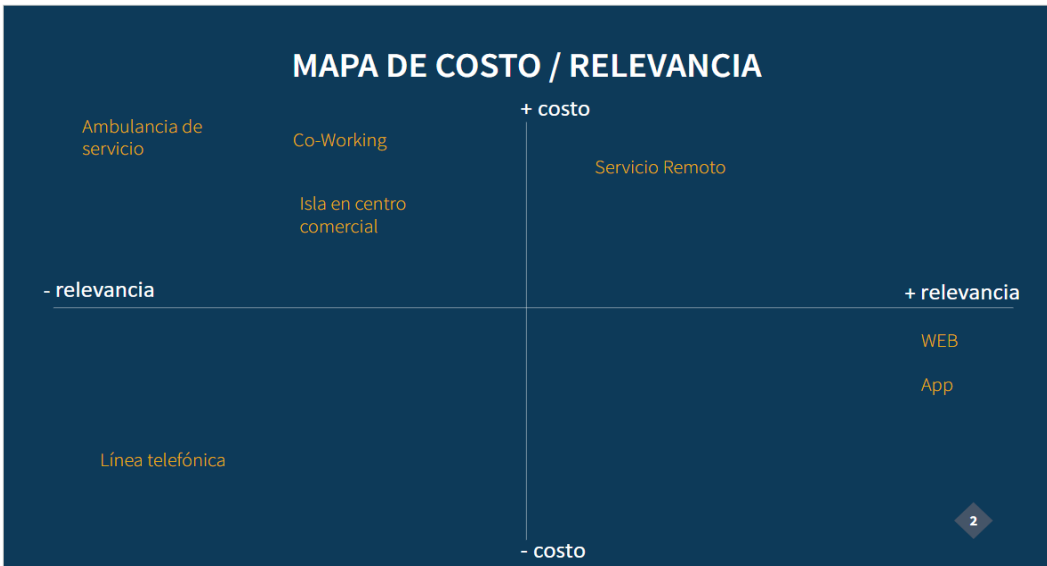 MAPA DE COSTO / RELEVANCIA
+ costo
Ambulancia de
servicio
Co-Working
Servicio Remoto
Isla en centro
comercial
- relevancia
+ relevancia
WEB
App
Línea telefónica
2
- costo